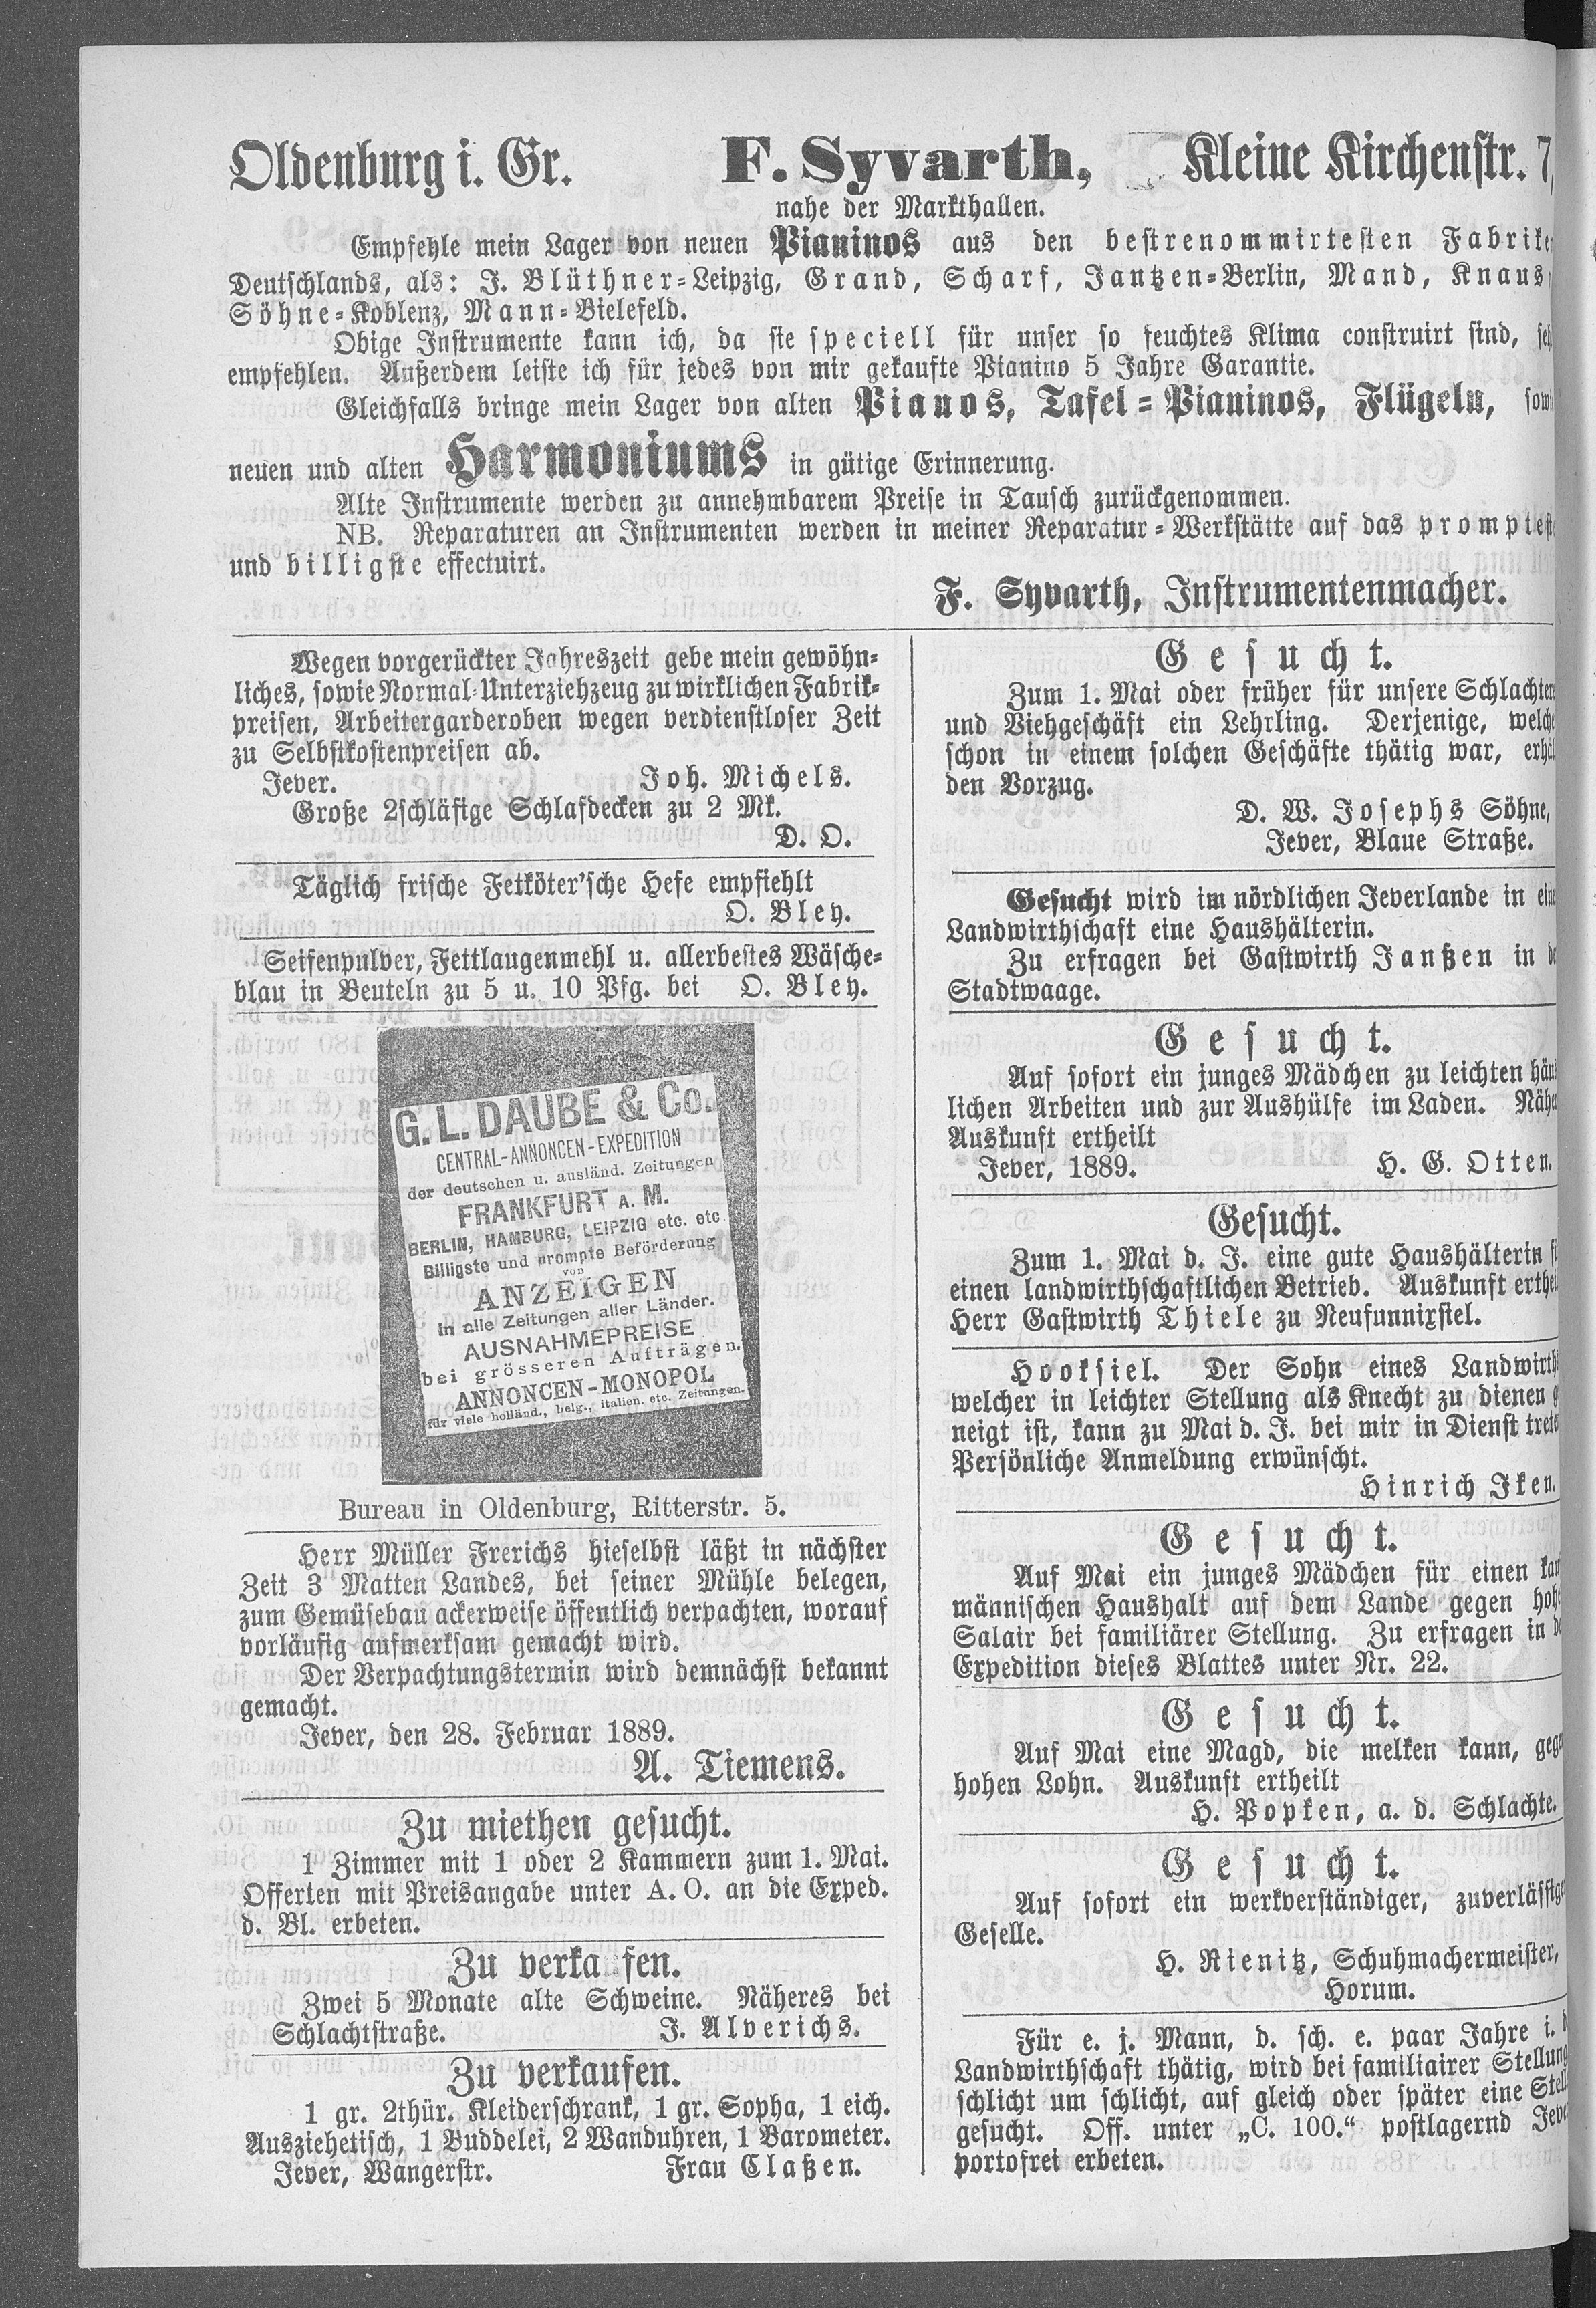 Oldenburg i. Gr. F. Syvarth, Kleine Kirchenstr. 7,
nahe der Markthallen.
Empfehle mein Lager von neuen Pianinos aus den bestrenommirtesten Fabrike
Deutschlands, als: J. Blüthner-Leipzig, Grand, Scharf, Jantzen-Berlin, Mand, Knaus
Söhne-Koblenz, Mann-Bielefeld.
Obige Instrumente kann ich, da sie speciell für unser so feuchtes Klima construirt sind, seh
empfehlen. Außerdem leiste ich für jedes von mir gekaufte Pianino 5 Jahre Garantie.
Gleichfalls bringe mein Lager von alten Pianos, Tafel-Pianinos, Flügeln, sowi
neuen und alten Harmoniums in gütige Erinnerung.
Alte Instrumente werden zu annehmbarem Preise in Tausch zurückgenommen.
NB. Reparaturen an Instrumenten werden in meiner Reparatur-Werkstätte auf das prompteste
und billigste effectuirt.
F. Syvarth, Instrumentenmacher.
Wegen vorgerückter Jahreszeit gebe mein gewöhn-
liches, sowie Normal-Unterziehzeug zu wirklichen Fabrik-
preisen, Arbeitergarderoben wegen verdienstloser Zeit
zu Selbstkostenpreisen ab.
Jever. Joh. Michels.
Große 2schläfige Schlafdecken zu 2 Mk.
D. O.
Täglich frische Fetköter'sche Hefe empfiehlt
O. Bley.
Seifenpulver, Fettlaugenmehl u. allerbestes Wäsche-
blau in Beuteln zu 5 u. 10 Pfg. bei O. Bley.
G. L. DAUBE & Co.
CENTRAL-ANNONCEN-EXPEDITION
der deutschen u. ausländ. Zeitungen
FRANKFURT A. M.
BERLIN, HAMBURG, LEIPZIG etc. etc.
Billigste und prompte Beförderung
von
ANZEIGEN
in alle Zeitungen aller Länder.
AUSNAHMEPREISE
bei grösseren Aufträgen.
ANNONCEN-MONOPOL
für viele holländ., belg., italien. etc. Zeitungen.
Bureau in Oldenburg, Ritterstr. 5.
Herr Müller Frerichs hieselbst läßt in nächster
Zeit 3 Matten Landes, bei seiner Mühle belegen,
zum Gemüsebau ackerweise öffentlich verpachten, worauf
vorläufig aufmerksam gemacht wird.
Der Verpachtungstermin wird demnächst bekannt
gemacht.
Jever, den 28. Februar 1889.
A. Tiemens.
Zu miethen gesucht.
1 Zimmer mit 1 oder 2 Kammern zum 1. Mai.
Offerten mit Preisangabe unter A. O. an die Exped.
d. Bl. erbeten.
Zu verkaufen.
Zwei 5 Monate alte Schweine. Näheres bei
Schlachtstraße. J. Alverichs.
Zu verkaufen.
1 gr. 2thür. Kleiderschrank, 1 gr. Sopha, 1 eich.
Ausziehetisch, 1 Buddelei, 2 Wanduhren, 1 Barometer.
Jever, Wangerstr. Frau Claßen.
Gesucht.
Zum 1. Mai oder früher für unsere Schlachter
und Viehgeschäft ein Lehrling. Derjenige, welche
schon in einem solchen Geschäfte thätig war, erhäl
den Vorzug.
D. W. Josephs Söhne,
Jever, Blaue Straße.
Gesucht wird im nördlichen Jeverlande in eine
Landwirthschaft eine Haushälterin.
Zu erfragen bei Gastwirth Janßen in de
Stadtwaage.
Gesucht.
Auf sofort ein junges Mädchen zu leichten häus
lichen Arbeiten und zur Aushülfe im Laden. Nähe
Auskunft ertheilt
Jever, 1889. H. G. Otten.
Gesucht.
Zum 1. Mai d. J. eine gute Haushälterin fü
einen landwirthschaftlichen Betrieb. Auskunft erthei
Herr Gastwirth Thiele zu Neufunnixsiel.
Hooksiel. Der Sohn eines Landwirths
welcher in leichter Stellung als Knecht zu dienen g
neigt ist, kann zu Mai d. J. bei mir in Dienst trete
Persönliche Anmeldung erwünscht.
Hinrich Iken.
Gesucht.
Auf Mai ein junges Mädchen für einen kau
männischen Haushalt auf dem Lande gegen hohe
Salair bei familiärer Stellung. Zu erfragen in de
Expedition dieses Blattes unter Nr. 22.
Gesucht.
Auf Mai eine Magd, die melken kann, gege
hohen Lohn. Auskunft ertheilt
H. Popken, a. d. Schlachte.
Gesucht.
Auf sofort ein werkverständiger, zuverlässige
Geselle.
H. Rienitz, Schuhmachermeister,
Horum.
Für e. j. Mann, d. sch. e. paar Jahre i. d
Landwirthschaft thätig, wird bei familiairer Stellung
schlicht um schlicht, auf gleich oder später eine Stell
gesucht. Off. unter „C. 100.“ postlagernd Jeve
portofrei erbeten.